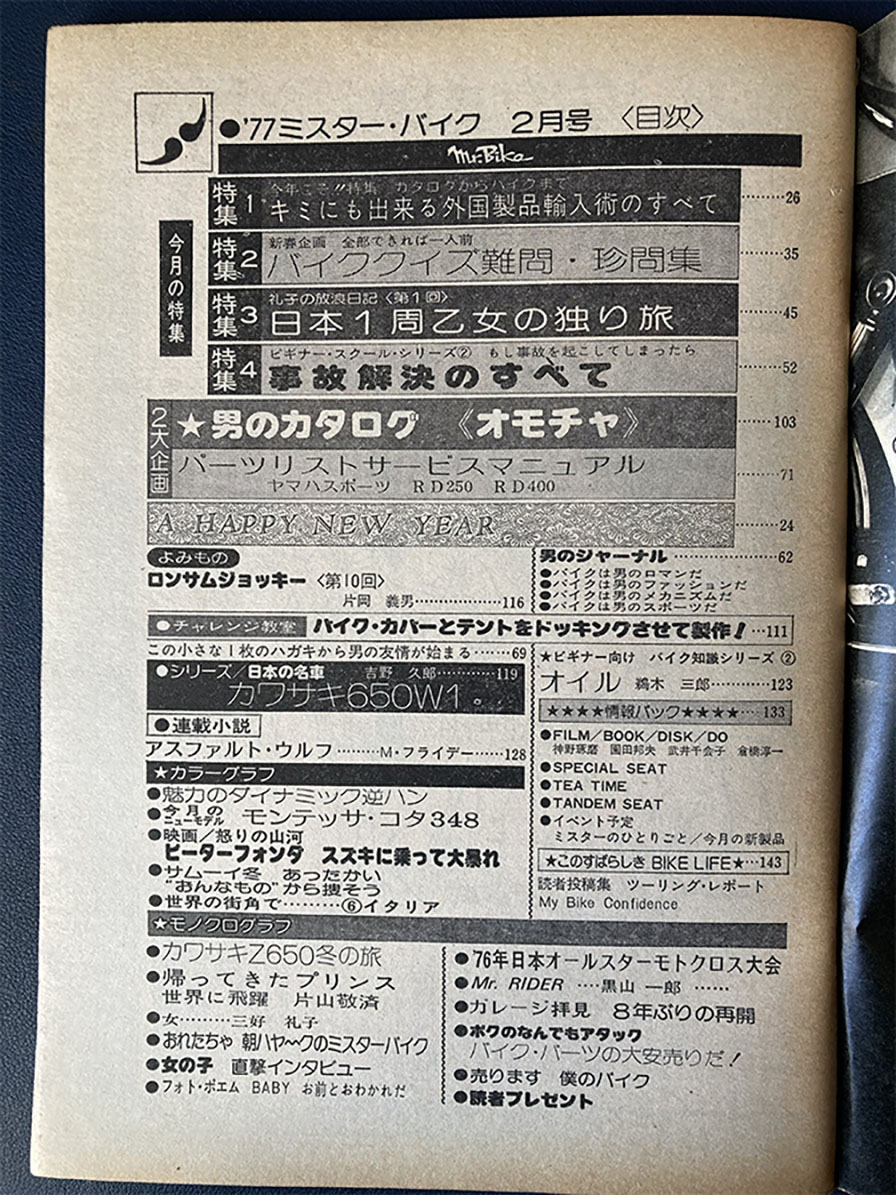 ●'77ミスター・バイク 2月号 〈目次〉
Mr.Bike
今月の特集
特集1 今年こそ!!特集 カタログからバイクまで
キミにも出来る外国製品輸入術のすべて ………26
特集2 新春企画 全部できれば一人前
バイククイズ難問・珍問集 ………35
特集3 礼子の放浪日記〈第1回〉
日本1周乙女の独り旅 ………45
特集4 ビギナー・スクール・シリーズ② もし事故を起こしてしまったら
事故解決のすべて ………52
2大企画
★男のカタログ 《オモチャ》 ………103
パーツリストサービスマニュアル ………71
ヤマハスポーツ RD250 RD400
A HAPPY NEW YEAR ………24
よみもの
ロンサムジョッキー〈第10回〉
片岡 義男………………116
男のジャーナル………………62
●バイクは男のロマンだ
●バイクは男のファッションだ
●バイクは男のメカニズムだ
●バイクは男のスポーツだ
●チャレンジ教室 バイク・カバーとテントをドッキングさせて製作!…111
この小さな1枚のハガキから男の友情が始まる……69
●シリーズ/日本の名車 吉野 久郎…………119
カワサキ650W1。
●連載小説
アスファルト・ウルフ………M・フライデー……128
★ビギナー向け バイク知識シリーズ②
オイル 鵜木 三郎…………123
★★★★情報パック★★★★…133
●FILM/BOOK/DISK/DO
神野琢磨 園田邦夫 武井千会子 倉橋淳一
●SPECIAL SEAT
●TEA TIME
●TANDEM SEAT
●イベント予定
ミスターのひとりごと/今月の新製品
★このすばらしき BIKE LIFE★…143
読者投稿集 ツーリング・レポート
My Bike Confidence
★カラーグラフ
●魅力のダイナミック逆ハン
●今月のニューモデル モンテッサ・コタ348
●映画/怒りの山河
ピーターフォンダ スズキに乗って大暴れ
●サムーイ冬 あったかい
“おんなもの”から捜そう
●世界の街角で………⑥イタリア
★モノクログラフ
●カワサキZ650冬の旅
●帰ってきたプリンス
世界に飛躍 片山敬済
●女………三好 礼子
●おれたちゃ 朝ハヤ〜クのミスターバイク
●女の子 直撃インタビュー
●フォト・ポエム BABY お前とおわかれだ
●'76年日本オールスターモトクロス大会
●Mr. RIDER ‥‥黒山 一郎 ……
●ガレージ拝見 8年ぶりの再開
●ボクのなんでもアタック
バイク・パーツの大安売りだ!
●売ります 僕のバイク
●読者プレゼント